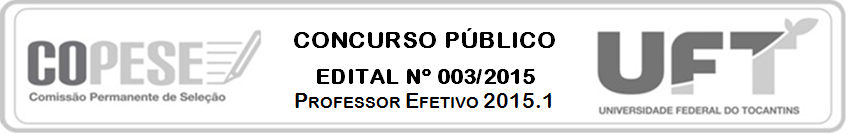 COPESE
Comissão Permanente de Seleção
CONCURSO PÚBLICO
EDITAL Nº 003/2015
PROFESSOR EFETIVO 2015.1
UFT
UNIVERSIDADE FEDERAL DO TOCANTINS